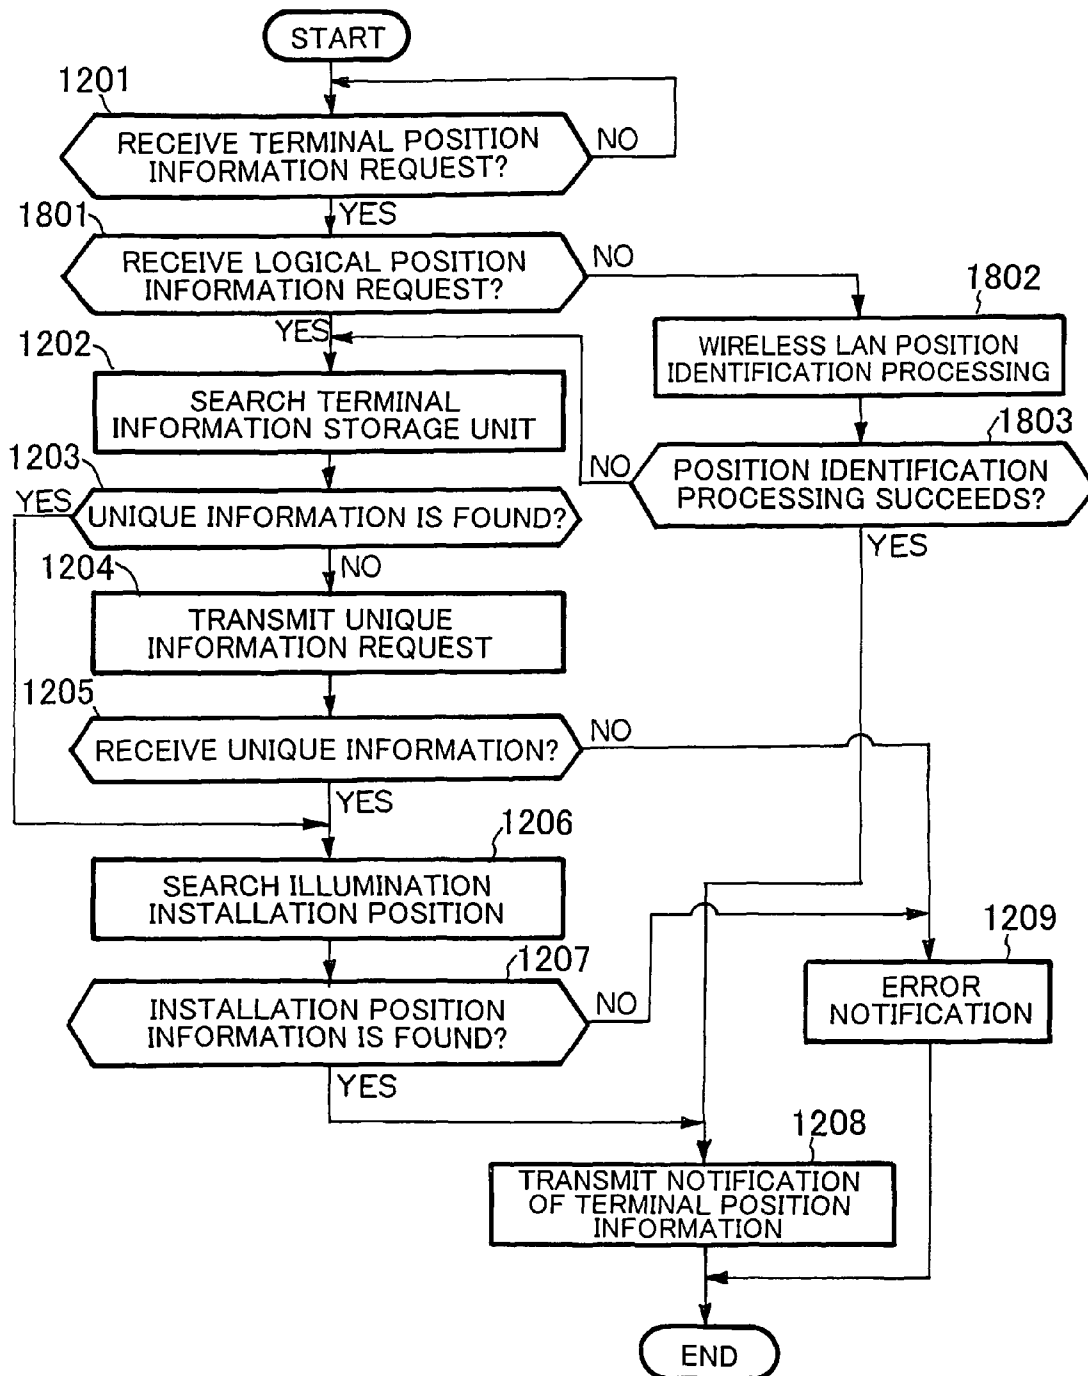 START
1201
RECEIVE TERMINAL POSITION
INFORMATION REQUEST?
NO
YES
1801
RECEIVE LOGICAL POSITION
INFORMATION REQUEST?
NO
YES
1802
WIRELESS LAN POSITION
IDENTIFICATION PROCESSING
1202
SEARCH TERMINAL
INFORMATION STORAGE UNIT
1803
POSITION IDENTIFICATION
PROCESSING SUCCEEDS?
NO
YES
1203
UNIQUE INFORMATION IS FOUND?
YES
NO
1204
TRANSMIT UNIQUE
INFORMATION REQUEST
1205
RECEIVE UNIQUE INFORMATION?
NO
YES
1206
SEARCH ILLUMINATION
INSTALLATION POSITION
1207
INSTALLATION POSITION
INFORMATION IS FOUND?
NO
YES
1209
ERROR
NOTIFICATION
1208
TRANSMIT NOTIFICATION
OF TERMINAL POSITION
INFORMATION
END